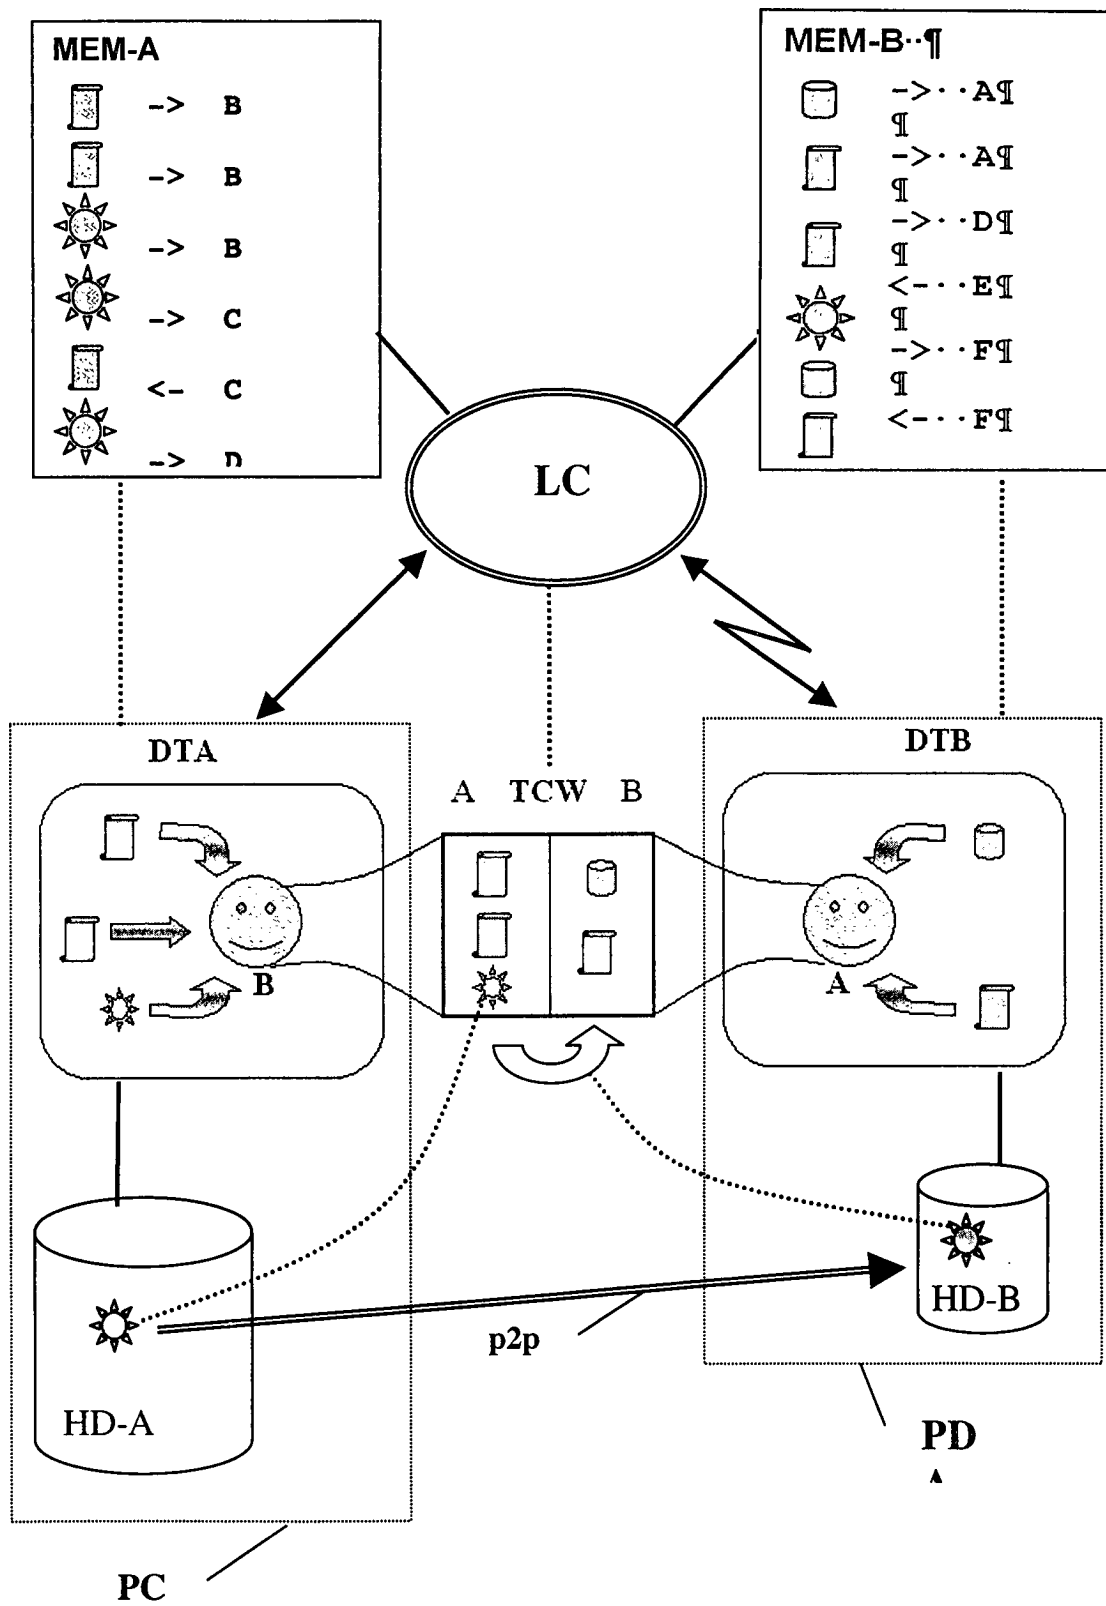 MEM-A
-> B
-> B
-> B
-> C
<- C
-> D
MEM-B··¶
->··A¶
¶
->··A¶
¶
->··D¶
¶
<-··E¶
¶
->··F¶
¶
<-··F¶
LC
DTA
DTB
A TCW B
B
A
HD-A
HD-B
p2p
PD
PC